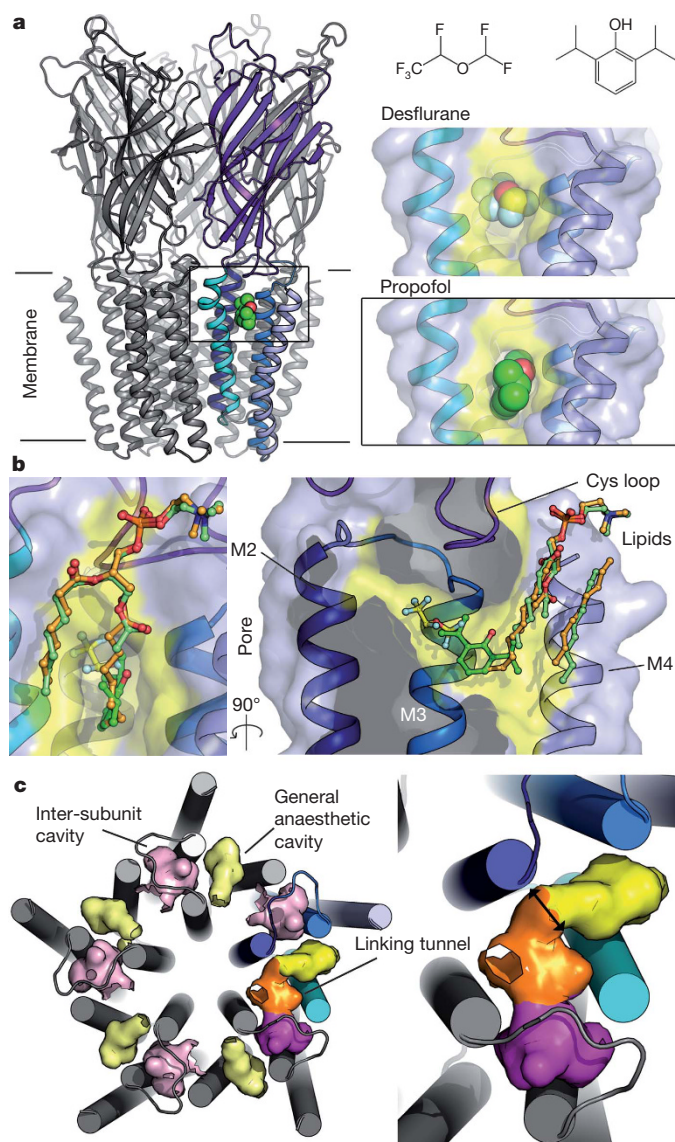 a
F
F
F₃C
O
F
OH
Desflurane
Membrane
Propofol
b
Cys loop
M2
Lipids
Pore
M4
90°
M3
c
Inter-subunit
cavity
General
anaesthetic
cavity
Linking tunnel